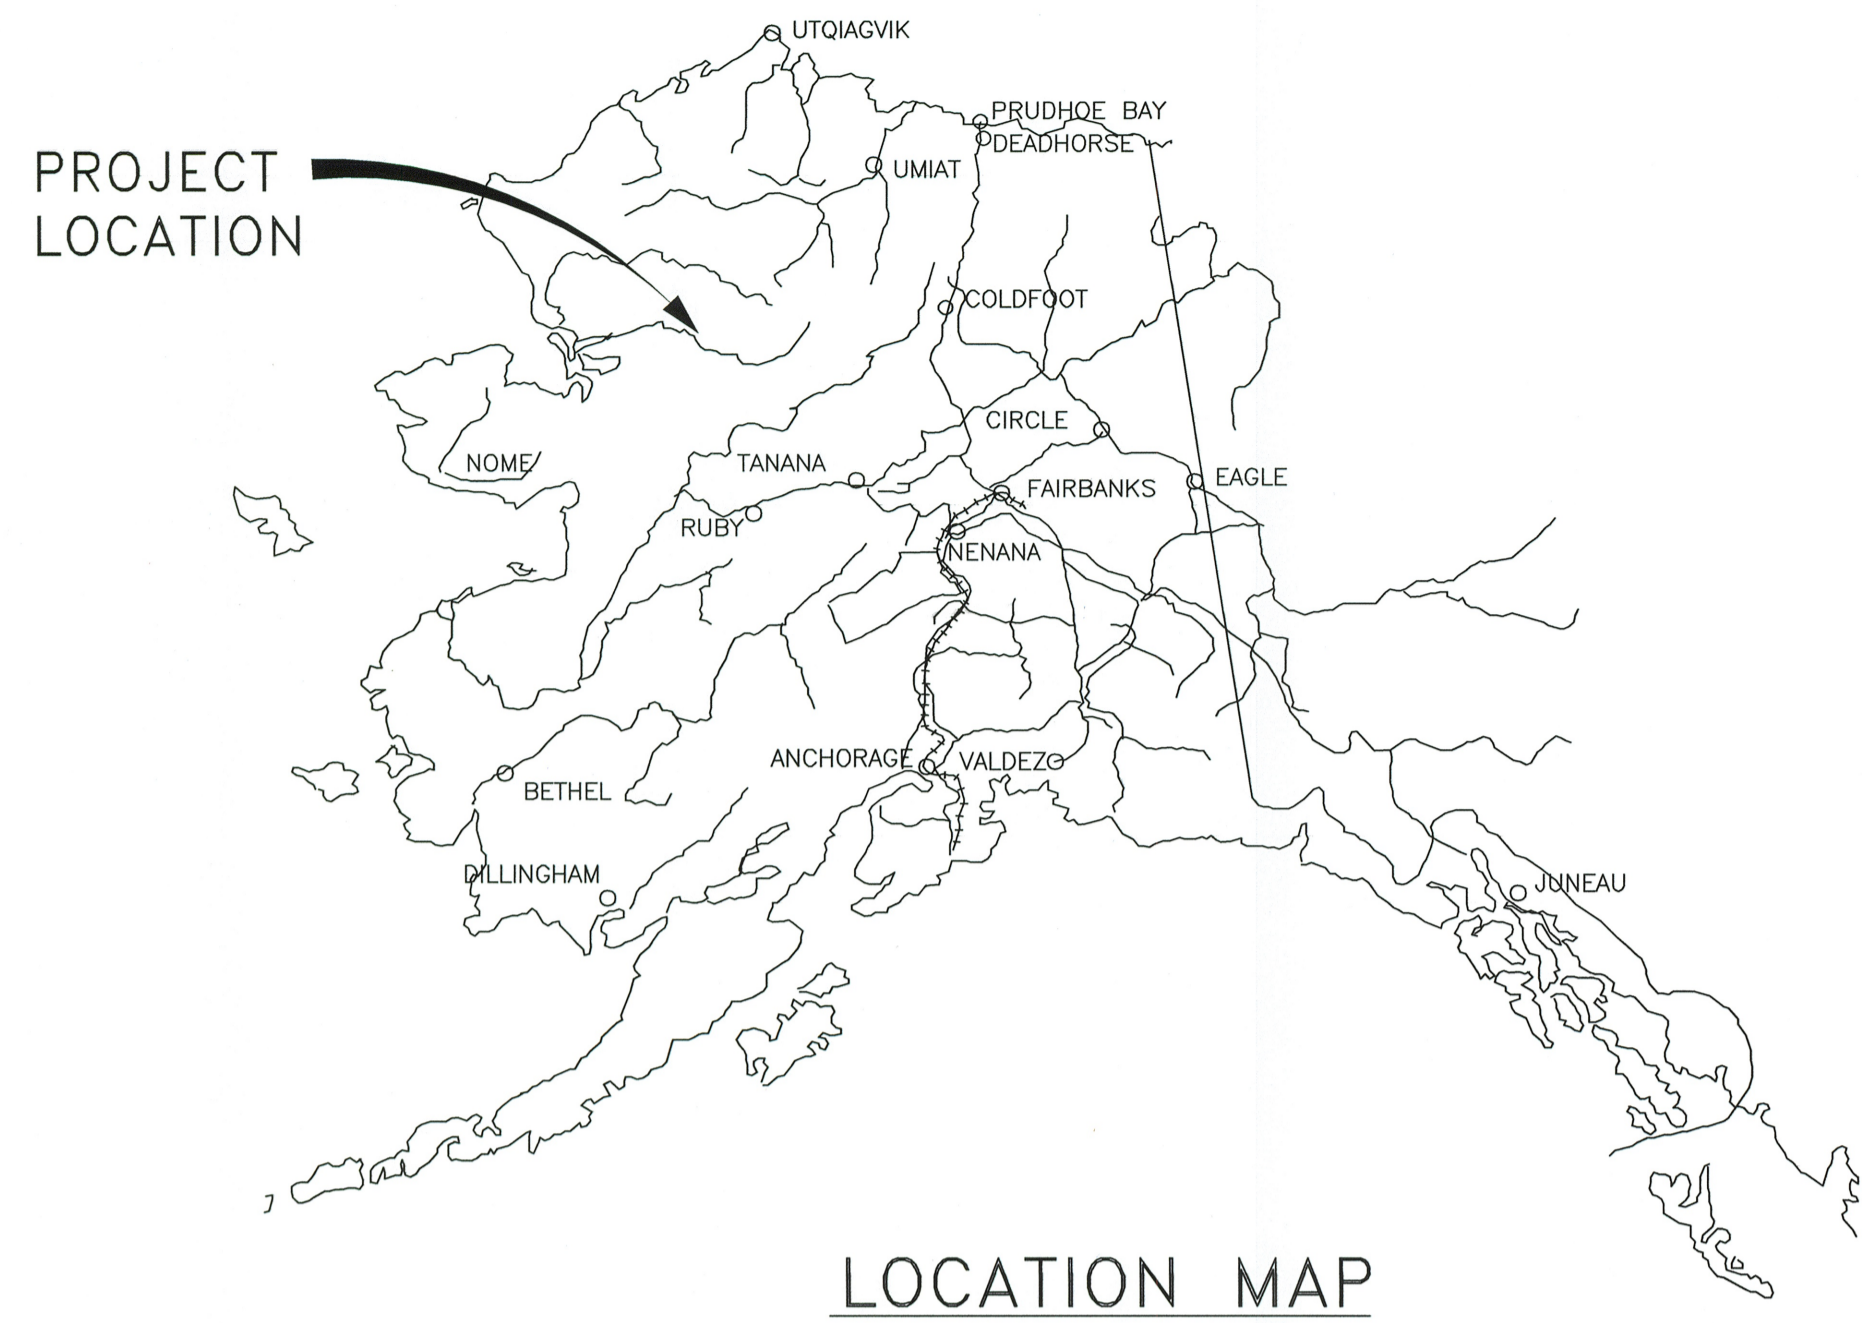 UTQIAGVIK
PRUDHOE BAY
DEADHORSE
UMIAT
PROJECT
LOCATION
COLDFOOT
CIRCLE
NOME
TANANA
EAGLE
FAIRBANKS
RUBY
NENANA
ANCHORAGE
VALDEZ
BETHEL
DILLINGHAM
JUNEAU
LOCATION MAP